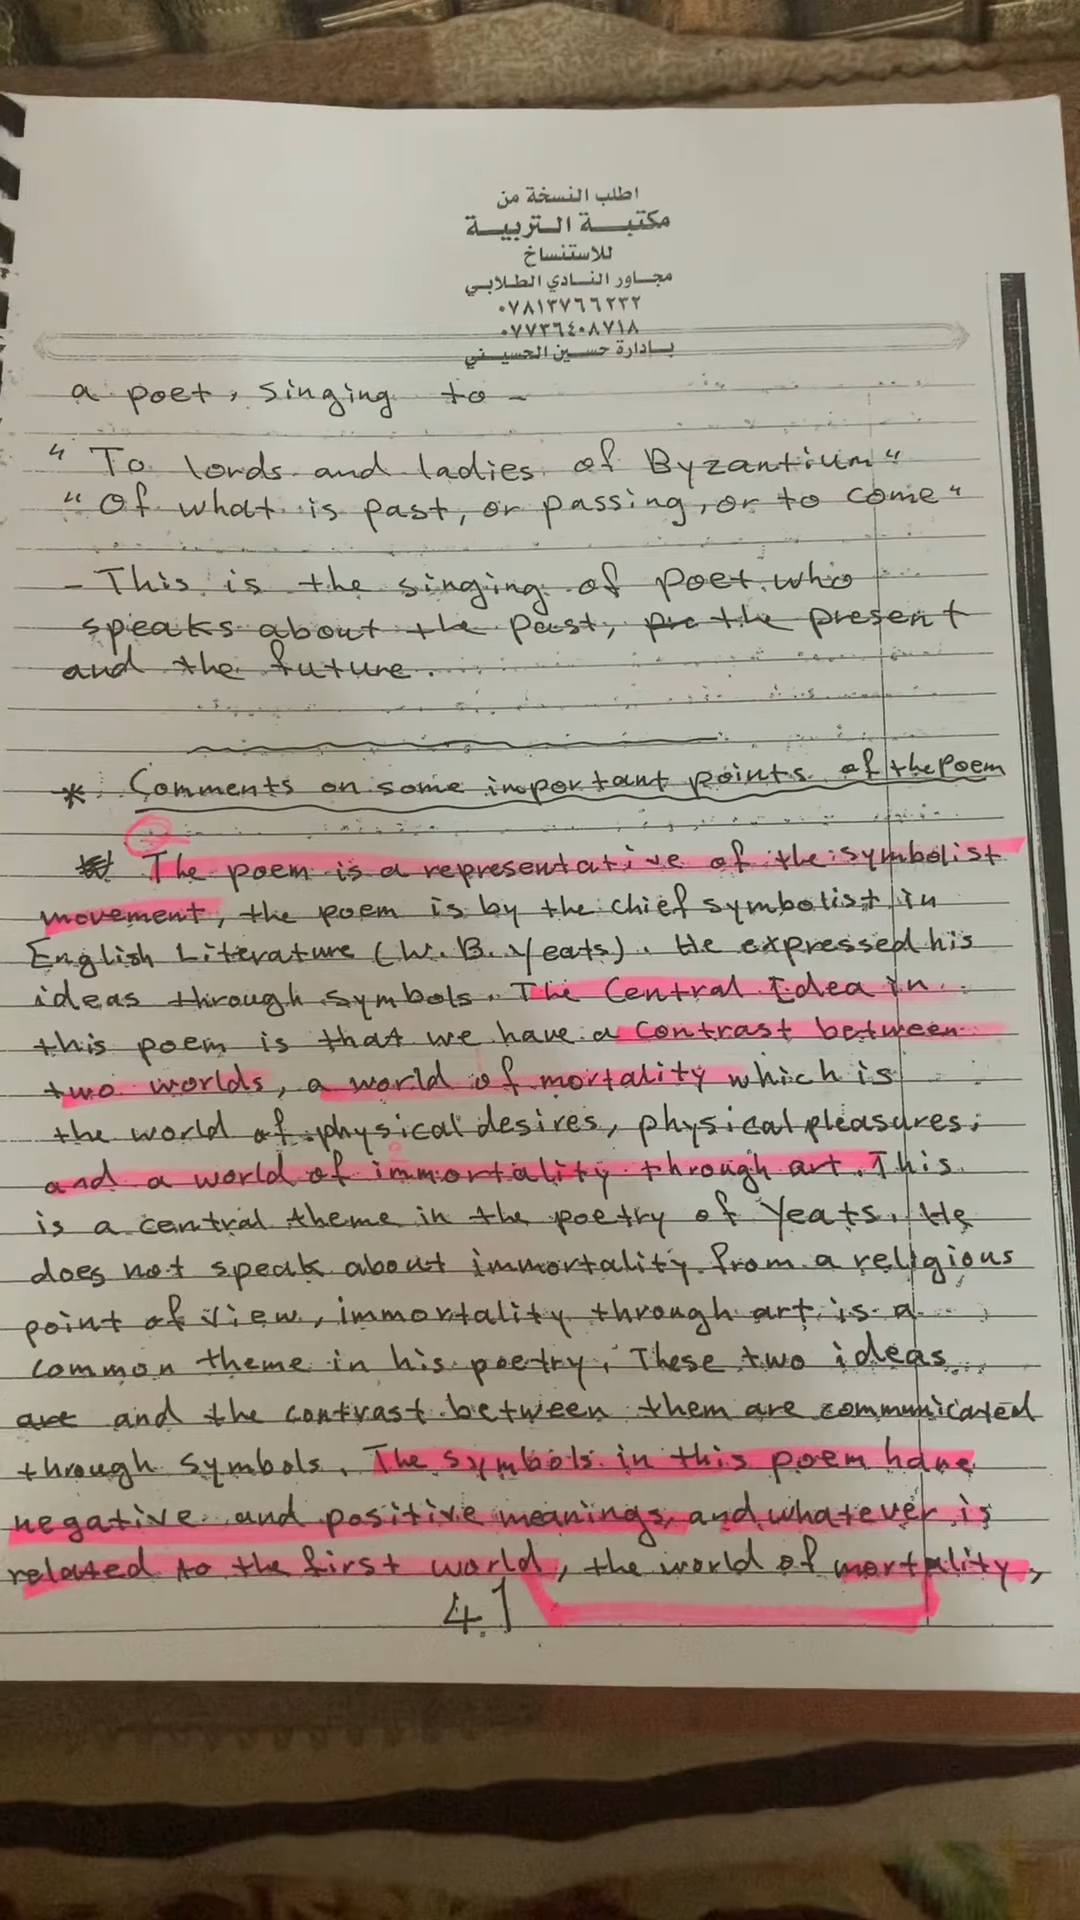 اطلب النسخة من
مكتبة التربية
للاستنساخ
مجاور النادي الطلابي
٠٧٨١٣٧٦٦٢٣٢
٠٧٧٣٦٤٠٨٧١٨
بادارة حسين الحسيني
a poet, singing to -
" To lords and ladies of Byzantium "
" Of what is past, or passing, or to come "
- This is the singing of poet who
speaks about the past, pre the present
and the future.
* Comments on some important points of the poem
The poem is a representative of the symbolist
movement, the poem is by the chief symbolist in
English Literature (W. B. Yeats). He expressed his
ideas through symbols. The Central Idea in
this poem is that we have a contrast between
two worlds, a world of mortality which is
the world of physical desires, physical pleasures;
and a world of immortality through art. This
is a central theme in the poetry of Yeats. He
does not speak about immortality from a religious
point of view, immortality through art is a
common theme in his poetry. These two ideas
are and the contrast between them are communicated
through symbols. The symbols in this poem have
negative and positive meanings, and whatever is
related to the first world, the world of mortality,
41